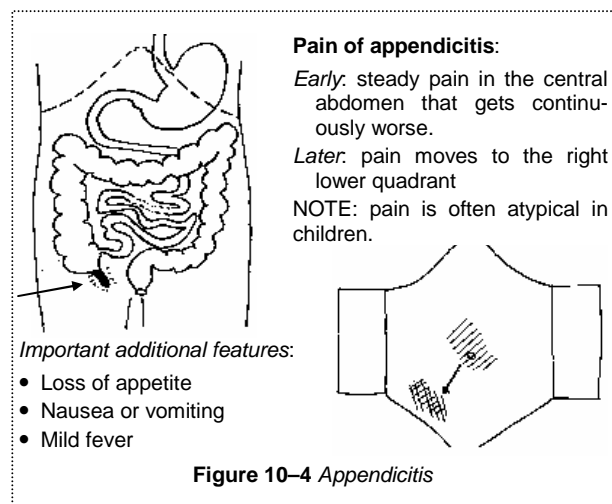 Pain of appendicitis:
Early: steady pain in the central
abdomen that gets continu-
ously worse.
Later: pain moves to the right
lower quadrant
NOTE: pain is often atypical in
children.
Important additional features:
• Loss of appetite
• Nausea or vomiting
• Mild fever
Figure 10–4 Appendicitis